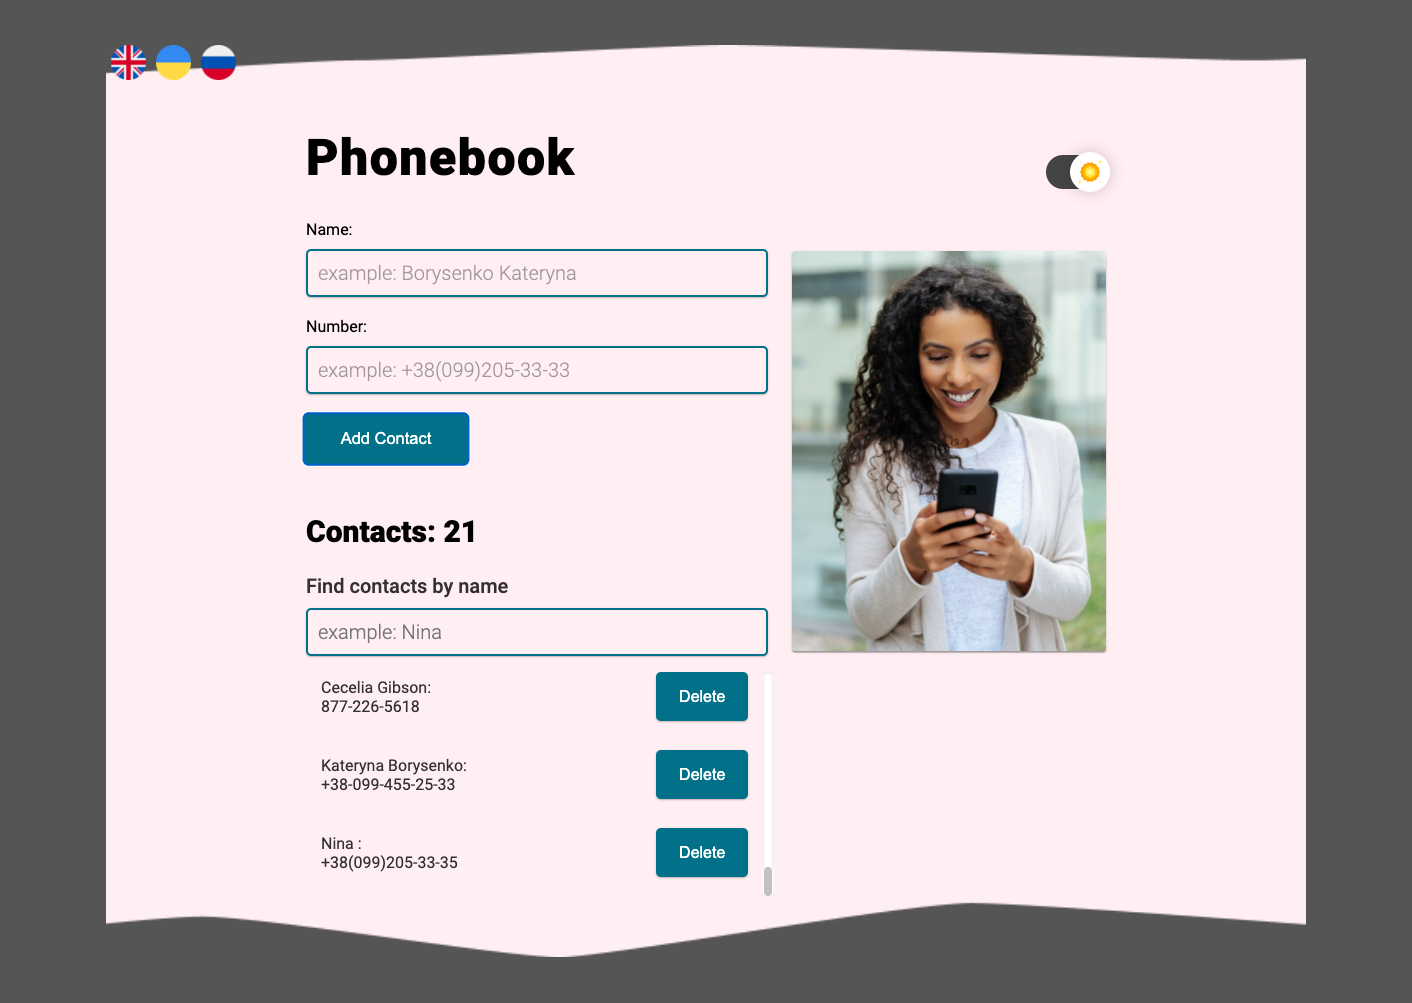 Phonebook
Name:
example: Borysenko Kateryna
Number:
example: +38(099)205-33-33
Add Contact
Contacts: 21
Find contacts by name
example: Nina
Cecelia Gibson:
877-226-5618
Delete
Kateryna Borysenko:
+38-099-455-25-33
Delete
Nina :
+38(099)205-33-35
Delete